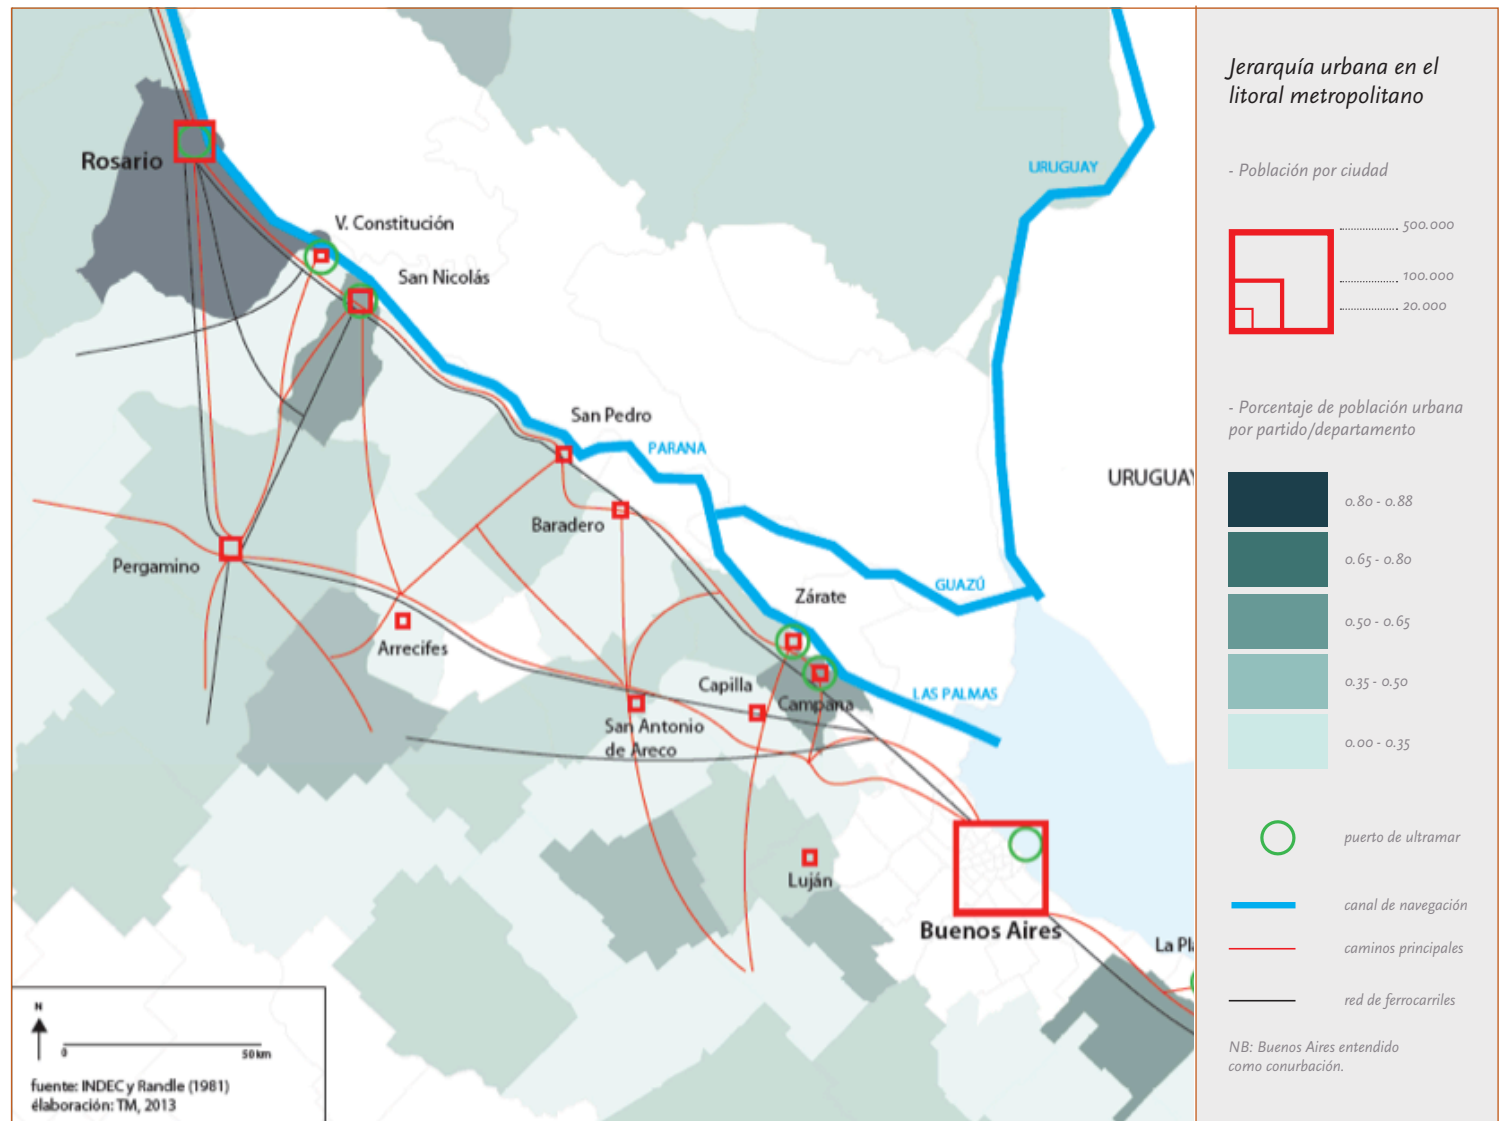 Jerarquía urbana en el
litoral metropolitano
- Población por ciudad
500.000
100.000
20.000
- Porcentaje de población urbana
por partido/departamento
0.80 - 0.88
0.65 - 0.80
0.50 - 0.65
0.35 - 0.50
0.00 - 0.35
puerto de ultramar
canal de navegación
caminos principales
red de ferrocarriles
NB: Buenos Aires entendido
como conurbación.
Rosario
V. Constitución
San Nicolás
URUGUAY
San Pedro
PARANA
URUGUAY
Baradero
Pergamino
GUAZÚ
Zárate
Arrecifes
Capilla
Campana
LAS PALMAS
San Antonio
de Areco
Luján
Buenos Aires
La Pl
N
0
50 km
fuente: INDEC y Randle (1981)
élaboración: TM, 2013